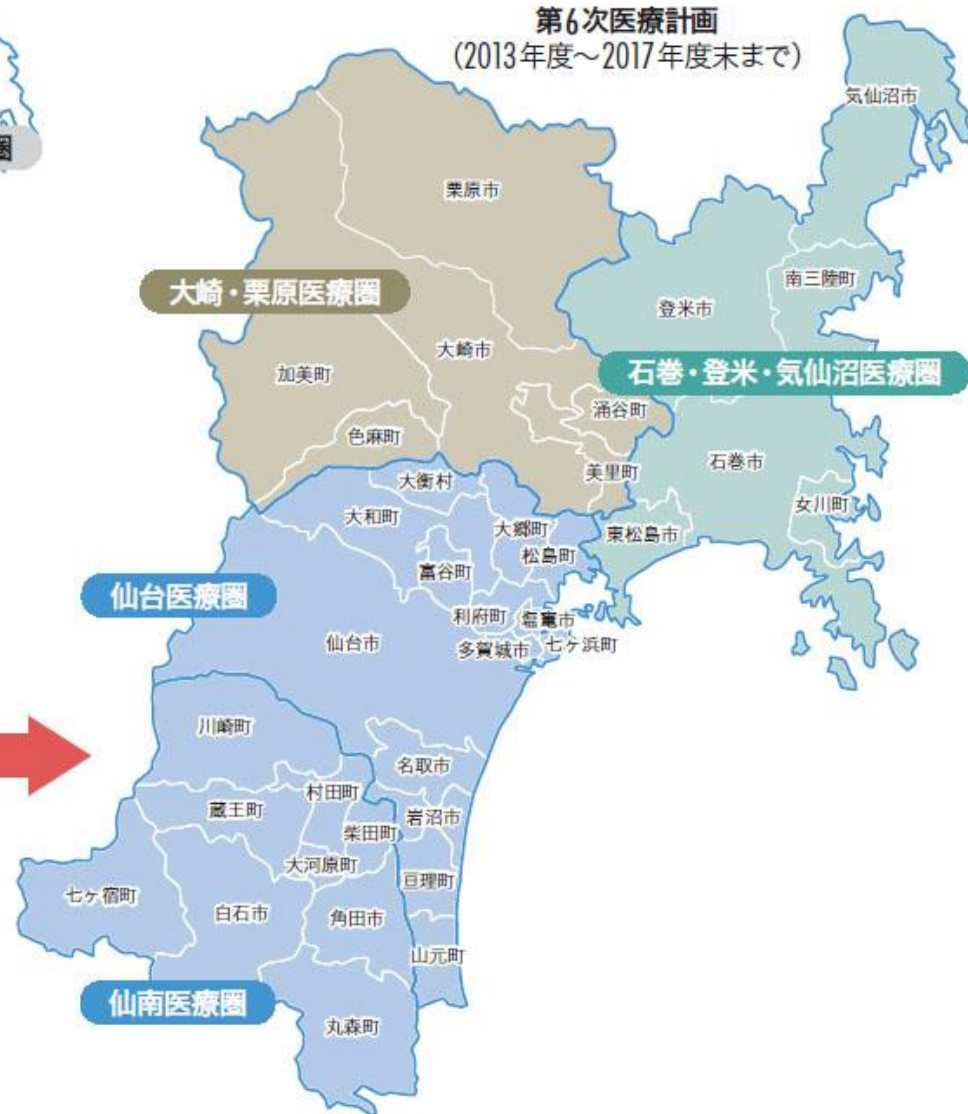 第6次医療計画
(2013年度～2017年度末まで)
圏
気仙沼市
栗原市
南三陸町
大崎・栗原医療圏
登米市
大崎市
加美町
石巻・登米・気仙沼医療圏
涌谷町
色麻町
石巻市
美里町
大衡村
女川町
大和町
大郷町
東松島市
松島町
富谷町
仙台医療圏
利府町
塩竃市
仙台市
多賀城市
七ヶ浜町
川崎町
名取市
村田町
蔵王町
岩沼市
柴田町
大河原町
亘理町
七ヶ宿町
白石市
角田市
山元町
仙南医療圏
丸森町